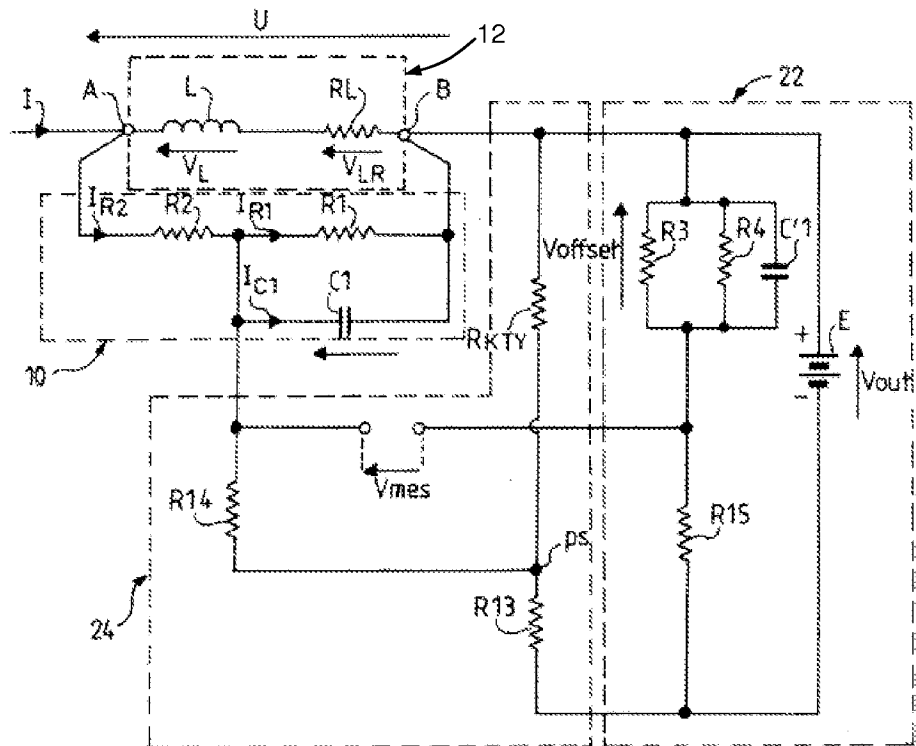 U
12
22
I
A
L
RL
B
VL
VLR
IR2
R2
IR1
R1
Voffset
R3
R4
C'1
IC1
C1
RKTY
+
E
10
Vout
-
Vmes
R14
R15
ps
R13
24